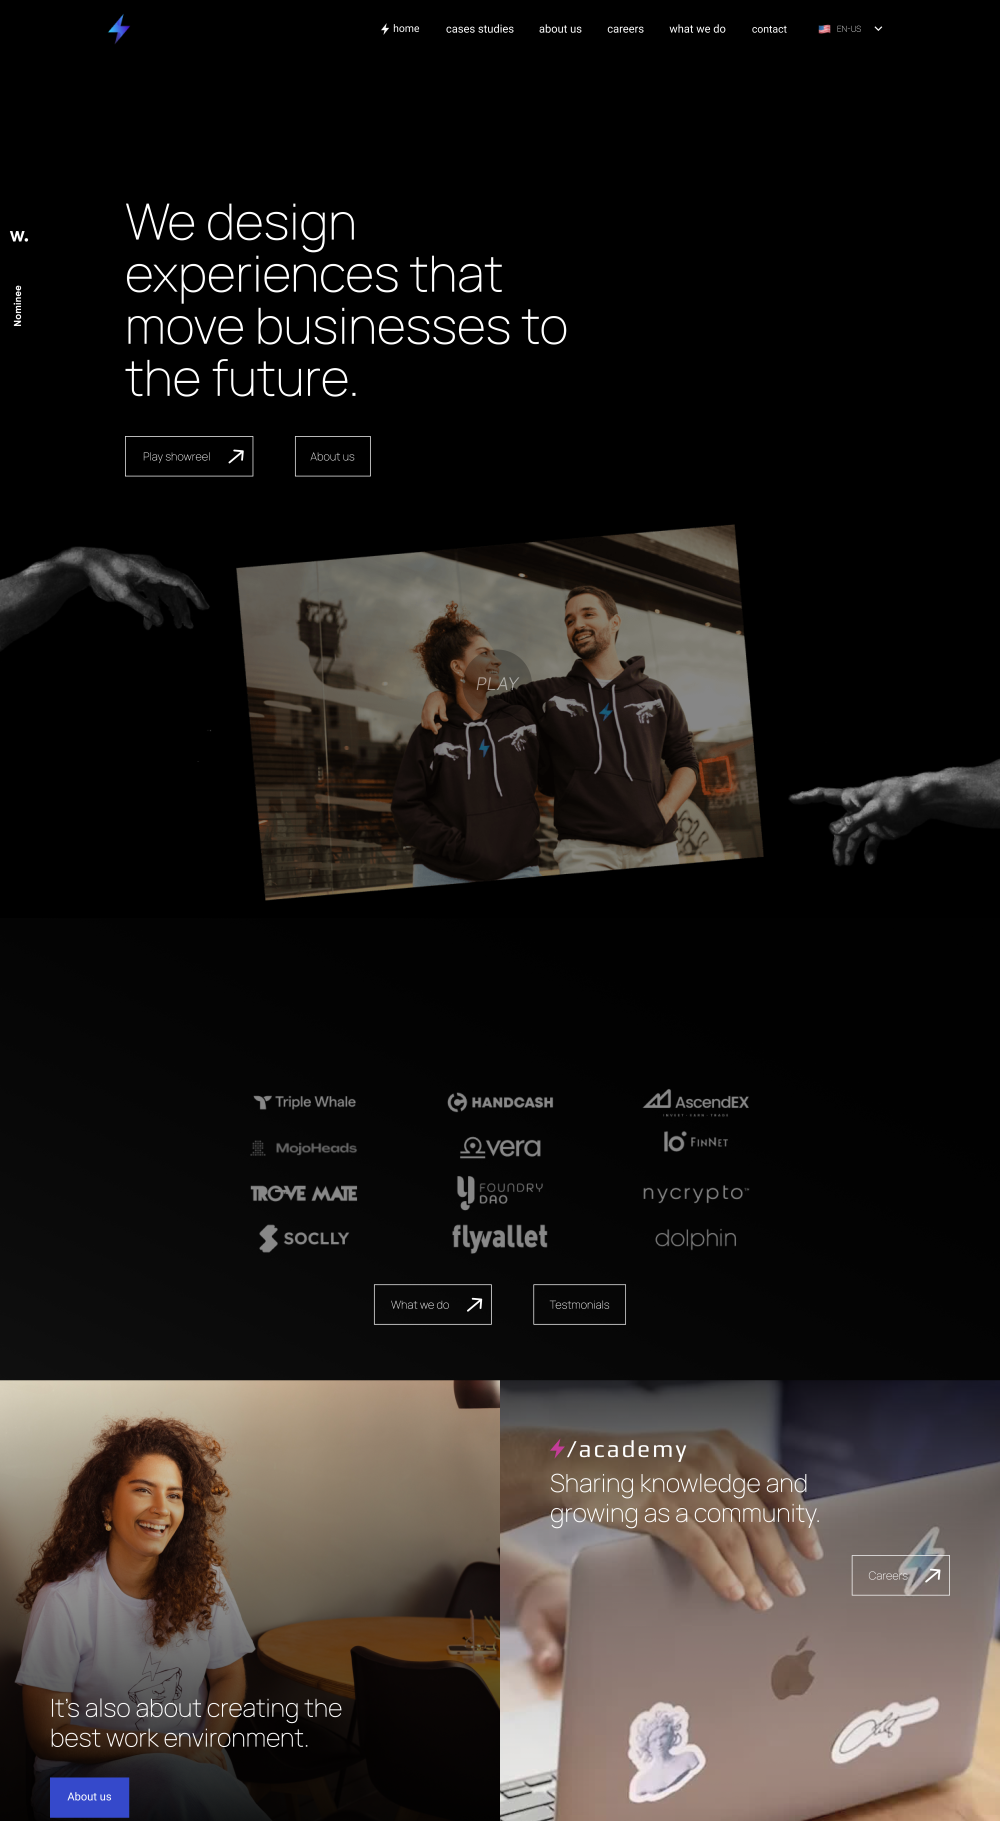 home
cases studies
about us
careers
what we do
contact
EN-US
W.
Nominee
We design
experiences that
move businesses to
the future.
Play showreel
About us
PLAY
COFFEE
Triple Whale
HANDCASH
AscendEX
INVEST · EARN · TRADE
MojoHeads
vera
FINNET
TROVE MATE
FOUNDRY
DAO
nycrypto™
SOCLLY
flywallet
dolphin
What we do
Testmonials
/academy
Sharing knowledge and
growing as a community.
Careers
It's also about creating the
best work environment.
About us